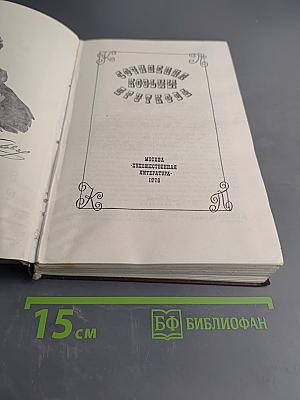 К
П
СОЧИНЕНИЯ
КОЗЬМЫ
ПРУТКОВА
МОСКВА
«ХУДОЖЕСТВЕННАЯ
ЛИТЕРАТУРА»
1976
К
П
15 см
БФ БИБЛИОФАН